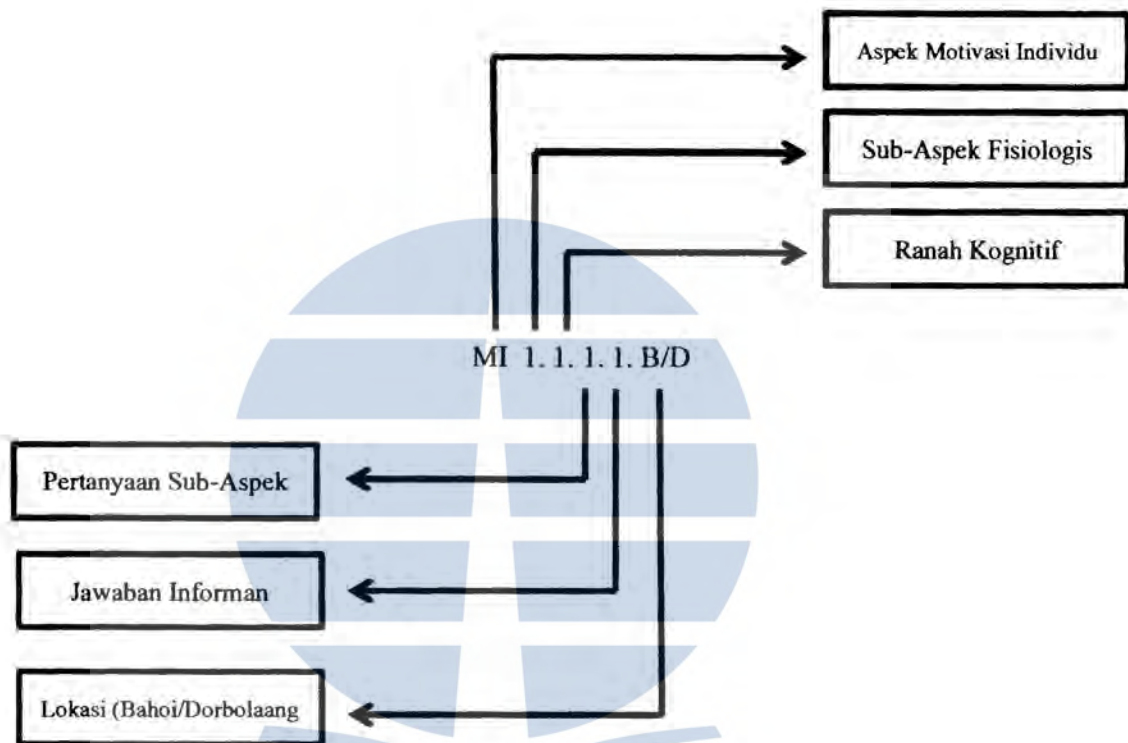 Aspek Motivasi Individu
Sub-Aspek Fisiologis
Ranah Kognitif
MI 1. 1. 1. 1. B/D
Pertanyaan Sub-Aspek
Jawaban Informan
Lokasi (Bahoi/Dorbolaang